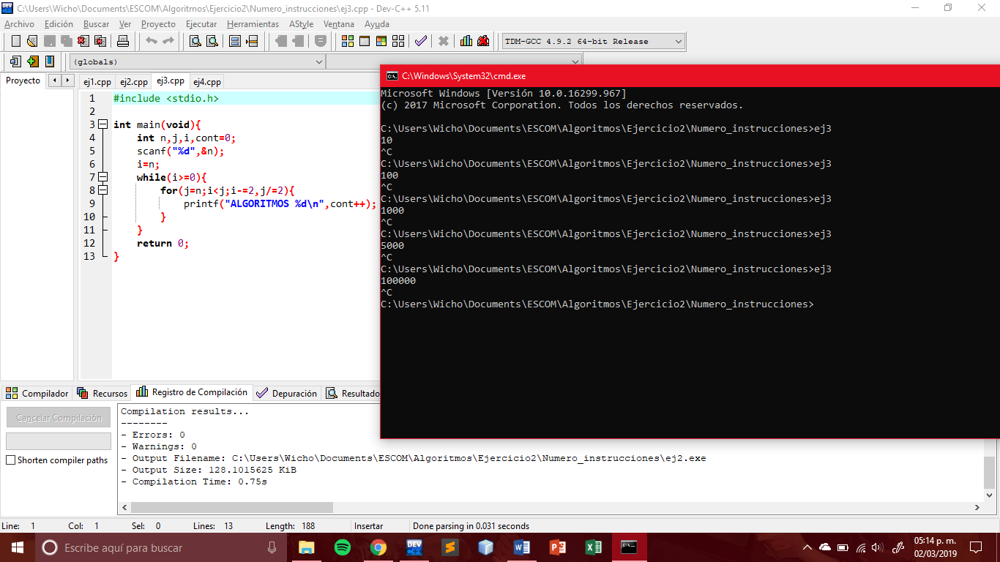 C:\Users\Wicho\Documents\ESCOM\Algoritmos\Ejercicio2\Numero_instrucciones\ej3.cpp - Dev-C++ 5.11
Archivo Edición Buscar Ver Proyecto Ejecutar Herramientas AStyle Ventana Ayuda
TDM-GCC 4.9.2 64-bit Release
(globals)
Proyecto ej1.cpp ej2.cpp ej3.cpp ej4.cpp
1 #include <stdio.h>
2
3 int main(void){
4 int n,j,i,cont=0;
5 scanf("%d",&n);
6 i=n;
7 while(i>=0){
8 for(j=n;i<j;i-=2,j/=2){
9 printf("ALGORITMOS %d\n",cont++);
10 }
11 }
12 return 0;
13 }
C:\Windows\System32\cmd.exe
Microsoft Windows [Versión 10.0.16299.967]
(c) 2017 Microsoft Corporation. Todos los derechos reservados.
C:\Users\Wicho\Documents\ESCOM\Algoritmos\Ejercicio2\Numero_instrucciones>ej3
10
^C
C:\Users\Wicho\Documents\ESCOM\Algoritmos\Ejercicio2\Numero_instrucciones>ej3
100
^C
C:\Users\Wicho\Documents\ESCOM\Algoritmos\Ejercicio2\Numero_instrucciones>ej3
1000
^C
C:\Users\Wicho\Documents\ESCOM\Algoritmos\Ejercicio2\Numero_instrucciones>ej3
5000
^C
C:\Users\Wicho\Documents\ESCOM\Algoritmos\Ejercicio2\Numero_instrucciones>ej3
100000
^C
C:\Users\Wicho\Documents\ESCOM\Algoritmos\Ejercicio2\Numero_instrucciones>
Compilador Recursos Registro de Compilación Depuración Resultado
Cancelar Compilación
Shorten compiler paths
Compilation results...
--------
- Errors: 0
- Warnings: 0
- Output Filename: C:\Users\Wicho\Documents\ESCOM\Algoritmos\Ejercicio2\Numero_instrucciones\ej2.exe
- Output Size: 128.1015625 KiB
- Compilation Time: 0.75s
Line: 1 Col: 1 Sel: 0 Lines: 13 Length: 188 Insertar Done parsing in 0.031 seconds
Escribe aquí para buscar
05:14 p. m.
02/03/2019